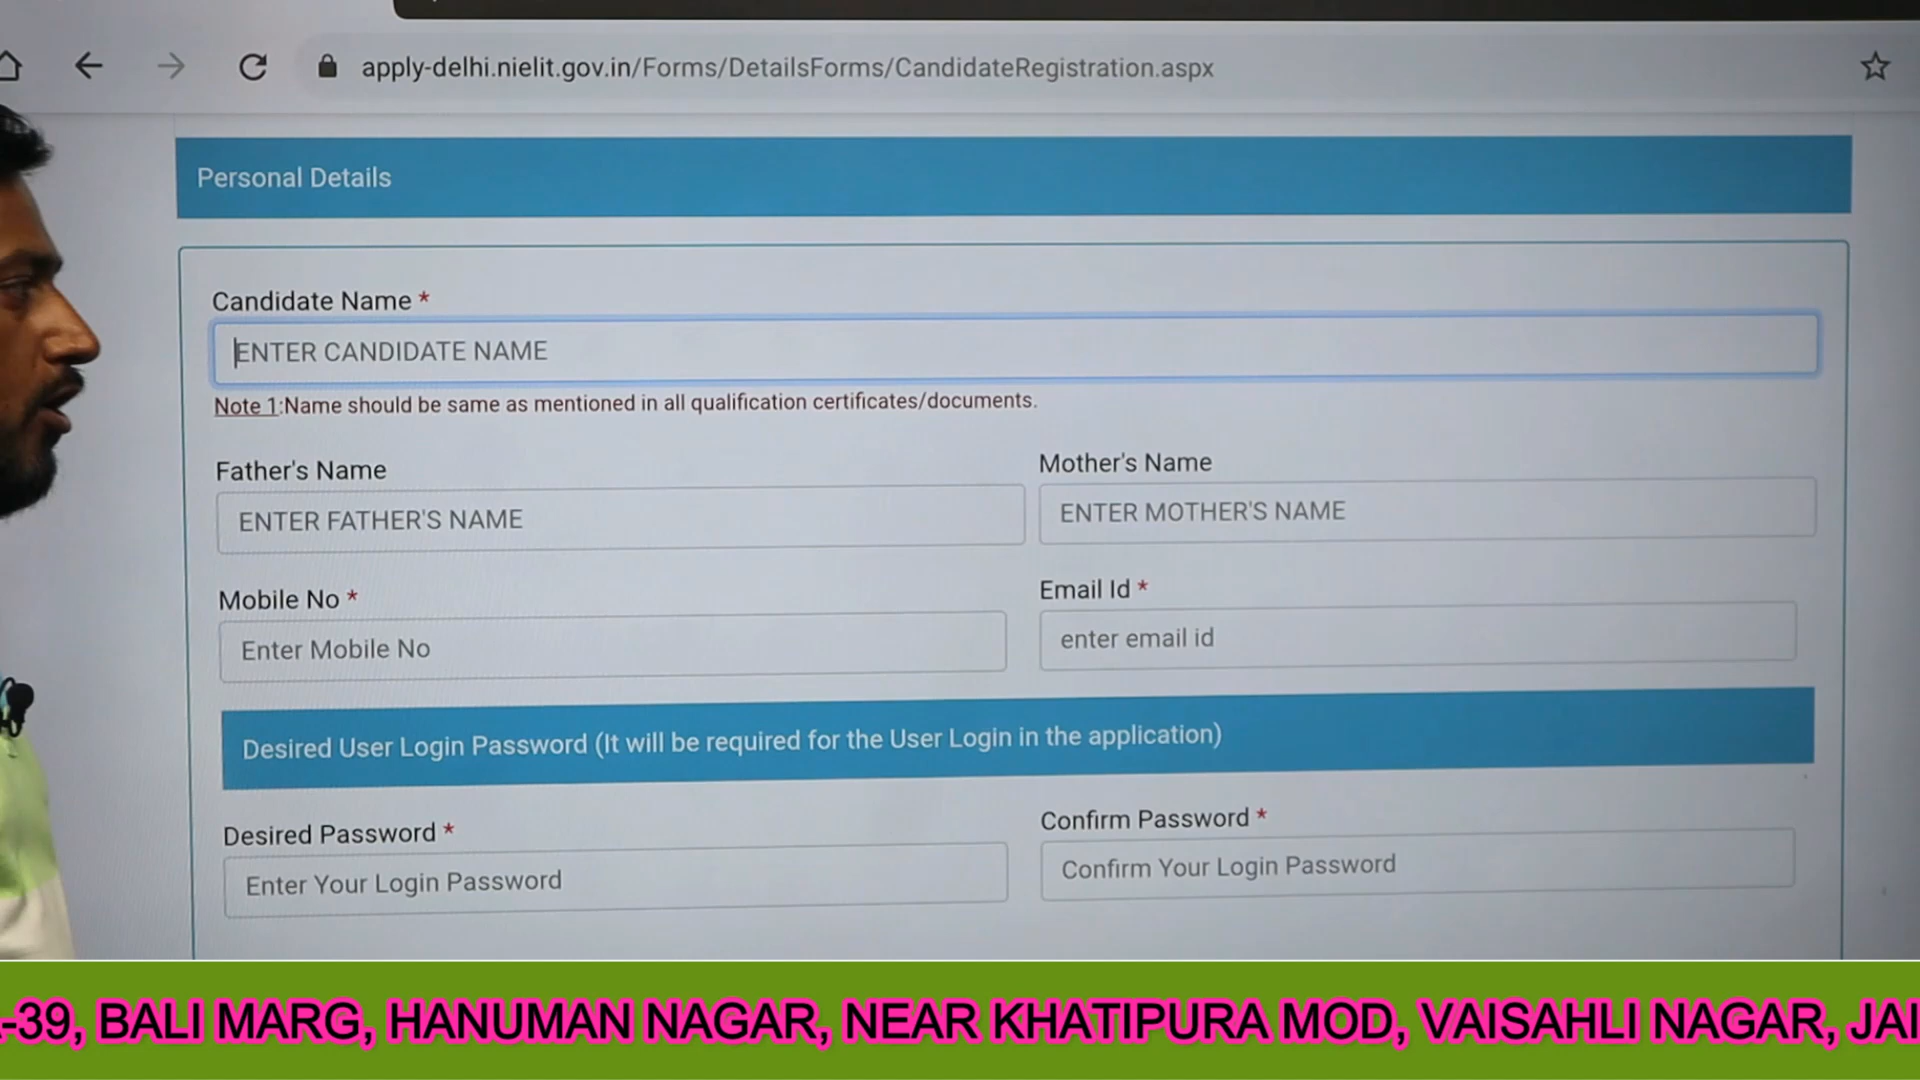 apply-delhi.nielit.gov.in/Forms/DetailsForms/CandidateRegistration.aspx
Personal Details
Candidate Name *
ENTER CANDIDATE NAME
Note 1:Name should be same as mentioned in all qualification certificates/documents.
Father's Name
Mother's Name
ENTER FATHER'S NAME
ENTER MOTHER'S NAME
Mobile No *
Email Id *
Enter Mobile No
enter email id
Desired User Login Password (It will be required for the User Login in the application)
Desired Password *
Confirm Password *
Enter Your Login Password
Confirm Your Login Password
-39, BALI MARG, HANUMAN NAGAR, NEAR KHATIPURA MOD, VAISAHLI NAGAR, JAI